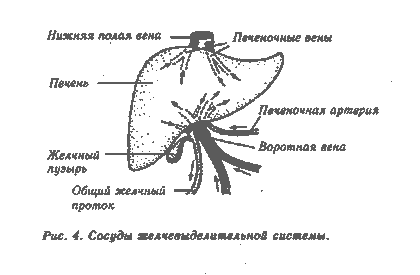 Нижняя полая вена
Печеночные вены
Печень
Печеночная артерия
Воротная вена
Желчный
пузырь
Общий желчный
проток
Рис. 4. Сосуды желчевыделительной системы.